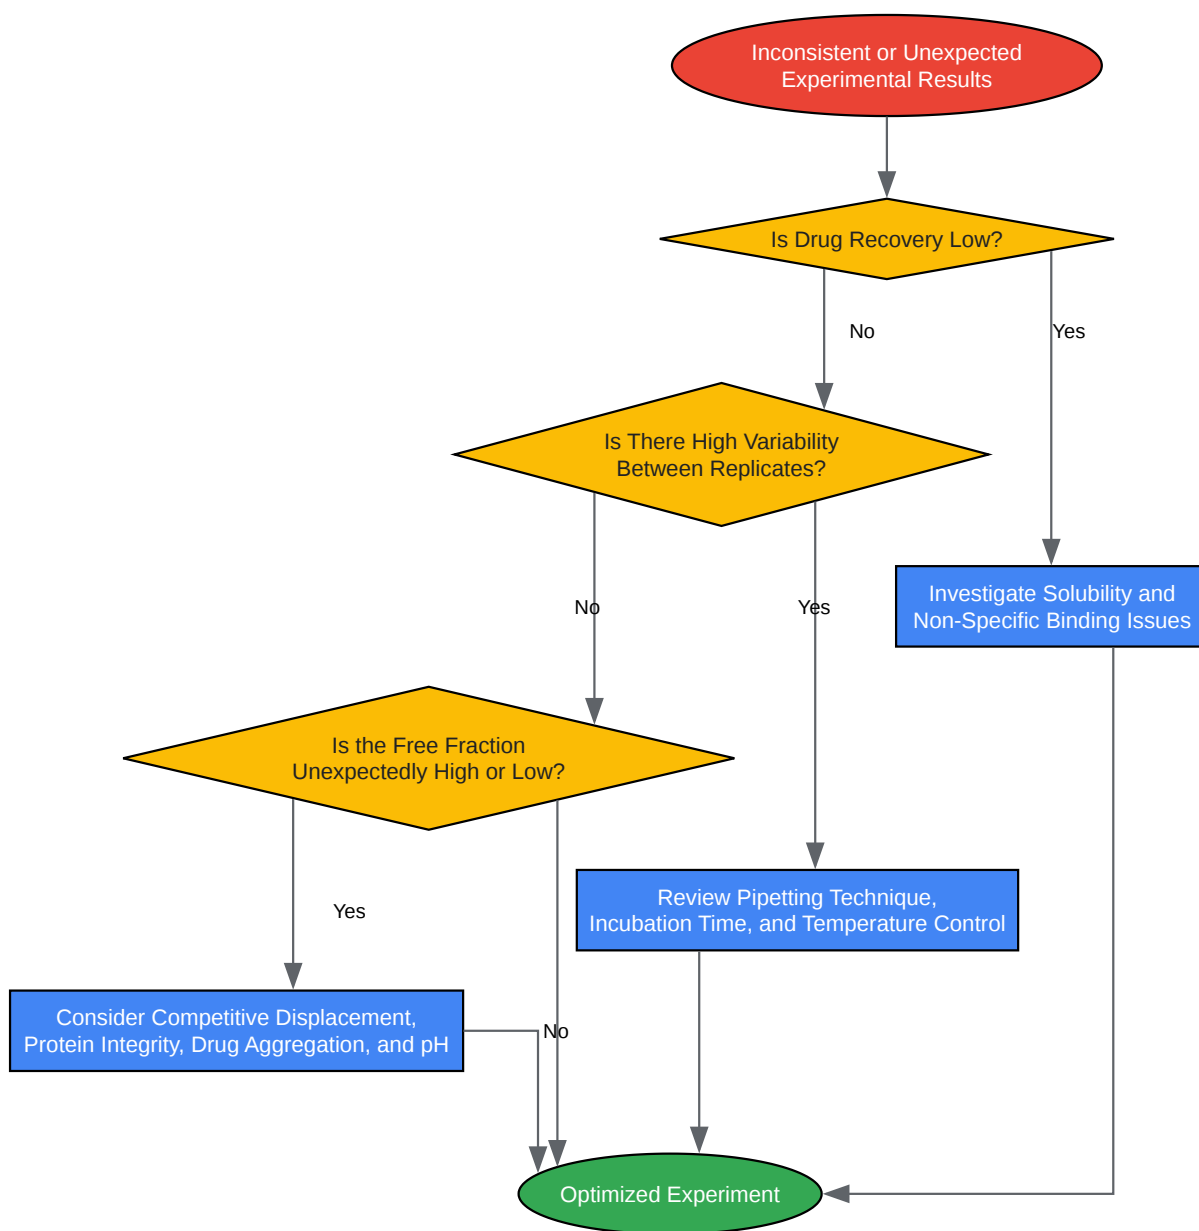 Inconsistent or Unexpected
Experimental Results
Is Drug Recovery Low?
No
Yes
Is There High Variability
Between Replicates?
Investigate Solubility and
Non-Specific Binding Issues
No
Yes
Is the Free Fraction
Unexpectedly High or Low?
Review Pipetting Technique,
Incubation Time, and Temperature Control
Yes
Consider Competitive Displacement,
Protein Integrity, Drug Aggregation, and pH
No
Optimized Experiment